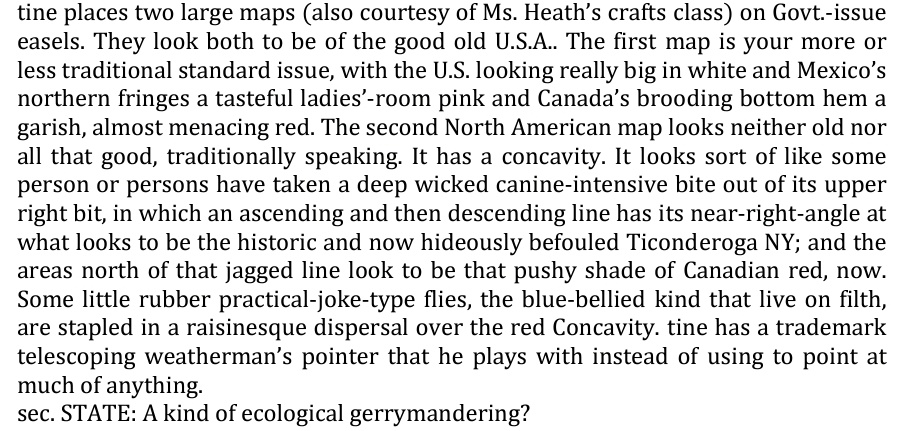 tine places two large maps (also courtesy of Ms. Heath’s crafts class) on Govt.-issue
easels. They look both to be of the good old U.S.A.. The first map is your more or
less traditional standard issue, with the U.S. looking really big in white and Mexico’s
northern fringes a tasteful ladies’-room pink and Canada’s brooding bottom hem a
garish, almost menacing red. The second North American map looks neither old nor
all that good, traditionally speaking. It has a concavity. It looks sort of like some
person or persons have taken a deep wicked canine-intensive bite out of its upper
right bit, in which an ascending and then descending line has its near-right-angle at
what looks to be the historic and now hideously befouled Ticonderoga NY; and the
areas north of that jagged line look to be that pushy shade of Canadian red, now.
Some little rubber practical-joke-type flies, the blue-bellied kind that live on filth,
are stapled in a raisinesque dispersal over the red Concavity. tine has a trademark
telescoping weatherman’s pointer that he plays with instead of using to point at
much of anything.
sec. STATE: A kind of ecological gerrymandering?